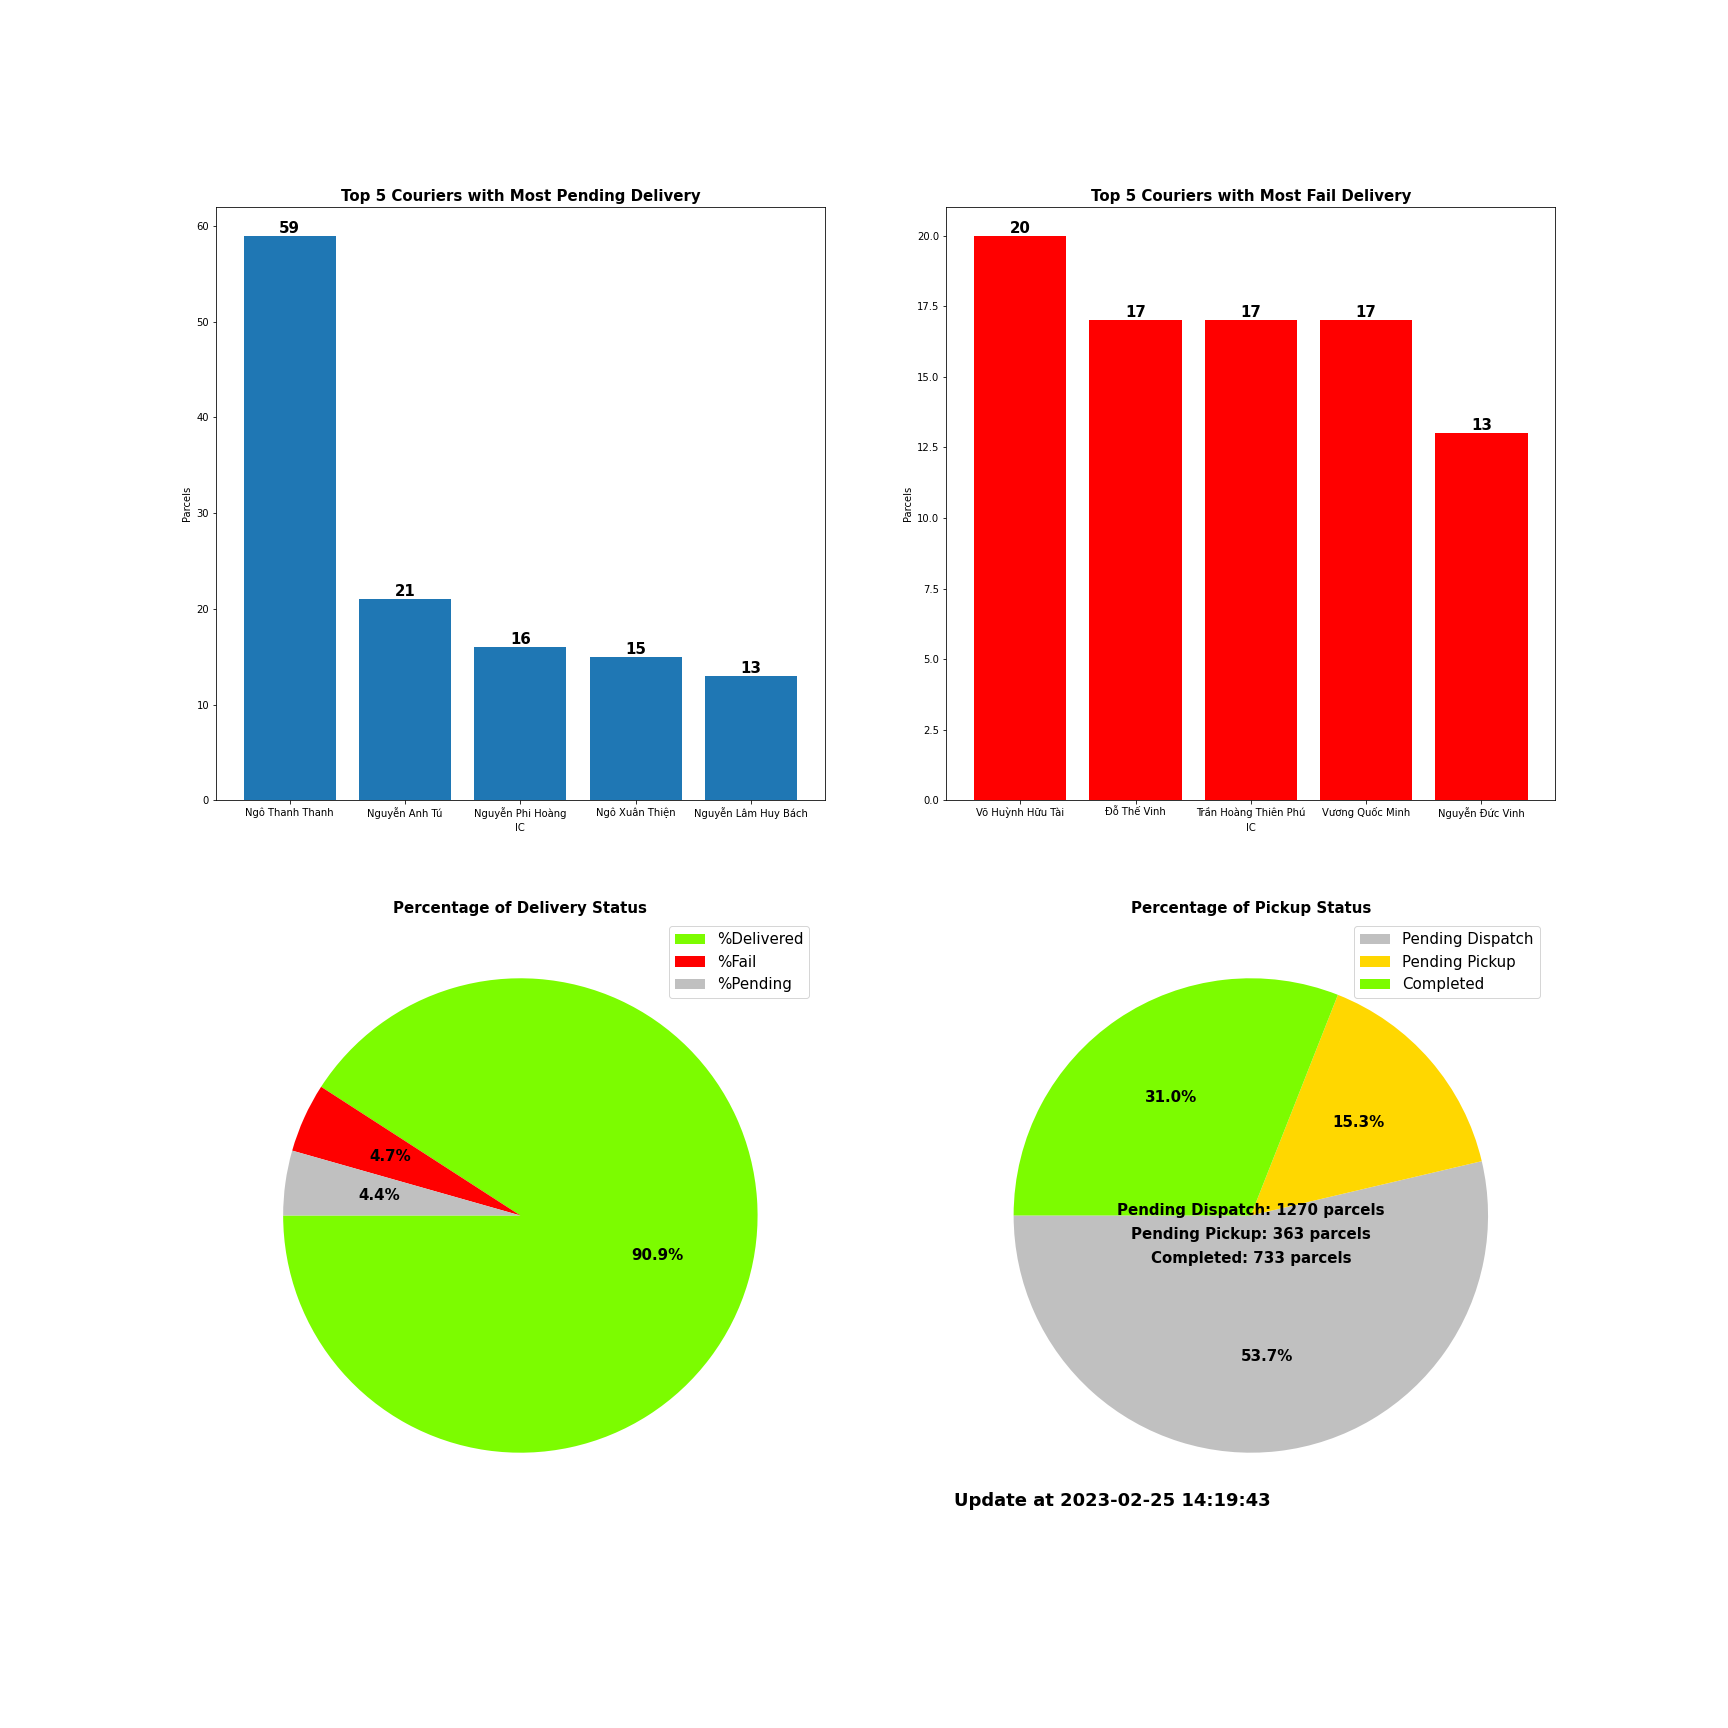 Top 5 Couriers with Most Pending Delivery
60
50
40
30
20
10
0
Parcels
59
21
16
15
13
Ngô Thanh Thanh
Nguyễn Anh Tú
Nguyễn Phi Hoàng
Ngô Xuân Thiện
Nguyễn Lâm Huy Bách
IC
Top 5 Couriers with Most Fail Delivery
20.0
17.5
15.0
12.5
10.0
7.5
5.0
2.5
0.0
Parcels
20
17
17
17
13
Võ Huỳnh Hữu Tài
Đỗ Thế Vinh
Trần Hoàng Thiên Phú
Vương Quốc Minh
Nguyễn Đức Vinh
IC
Percentage of Delivery Status
%Delivered
%Fail
%Pending
4.7%
4.4%
90.9%
Percentage of Pickup Status
Pending Dispatch
Pending Pickup
Completed
31.0%
15.3%
Pending Dispatch: 1270 parcels
Pending Pickup: 363 parcels
Completed: 733 parcels
53.7%
Update at 2023-02-25 14:19:43